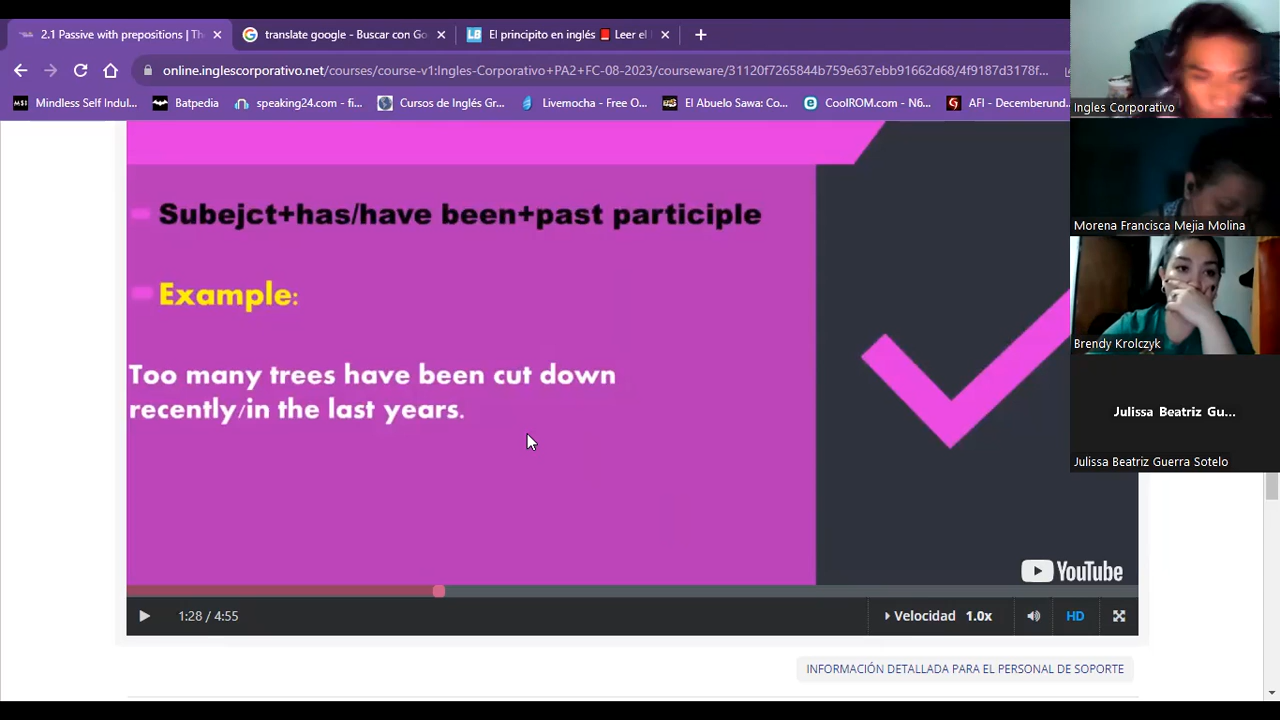 2.1 Passive with prepositions | Th
translate google - Buscar con Go
LB El principito en inglés Leer el
online.inglescorporativo.net/courses/course-v1:Ingles-Corporativo+PA2+FC-08-2023/courseware/31120f7265844b759e637ebb91662d68/4f9187d3178f...
MSI Mindless Self Indul...
Batpedia
speaking24.com - fi...
Cursos de Inglés Gr...
Livemocha - Free O...
El Abuelo Sawa: Co...
CoolROM.com - N6...
AFI - Decemberund...
Ingles Corporativo
Morena Francisca Mejia Molina
Brendy Krolczyk
Julissa Beatriz Gu...
Julissa Beatriz Guerra Sotelo
Subejct+has/have been+past participle
Example:
Too many trees have been cut down
recently/in the last years.
YouTube
1:28 / 4:55
Velocidad 1.0x
HD
INFORMACIÓN DETALLADA PARA EL PERSONAL DE SOPORTE